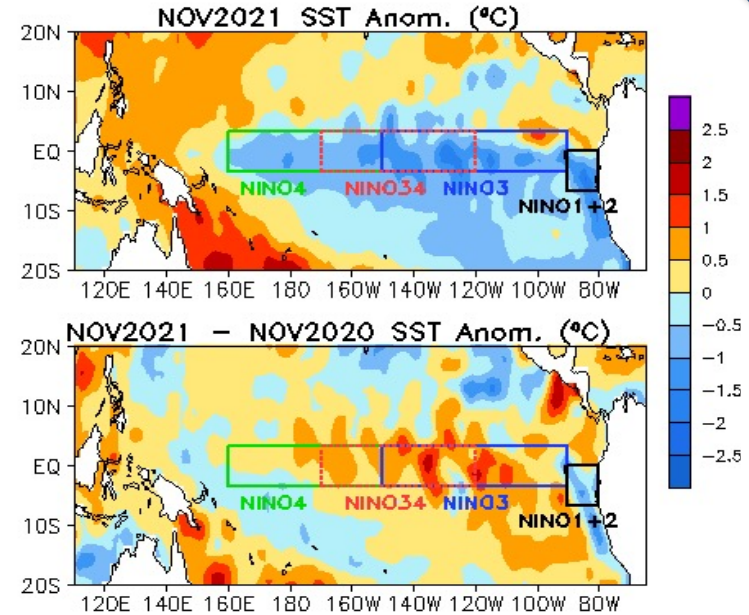 NOV2021 SST Anom. (ºC)
20N
10N
EQ
10S
20S
NINO4
NINO34
NINO3
NINO1+2
120E 140E 160E 180 160W 140W 120W 100W 80W
2.5
2
1.5
1
0.5
0
−0.5
−1
−1.5
−2
−2.5
NOV2021 − NOV2020 SST Anom. (ºC)
20N
10N
EQ
10S
20S
NINO4
NINO34
NINO3
NINO1+2
120E 140E 160E 180 160W 140W 120W 100W 80W